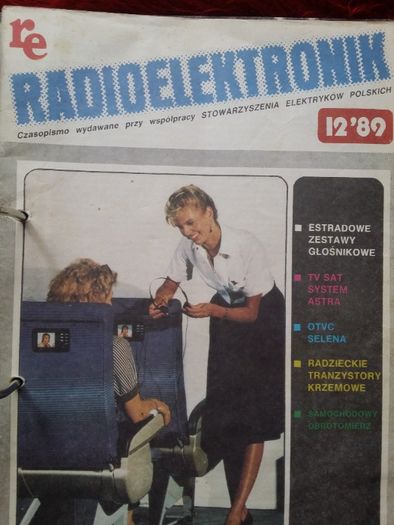 re
RADIOELEKTRONIK
Czasopismo wydawane przy współpracy STOWARZYSZENIA ELEKTRYKÓW POLSKICH
12'89
ESTRADOWE
ZESTAWY
GŁOŚNIKOWE
TV SAT
SYSTEM
ASTRA
OTVC
SELENA
RADZIECKIE
TRANZYSTORY
KRZEMOWE
SAMOCHODOWY
OBROTOMIERZ